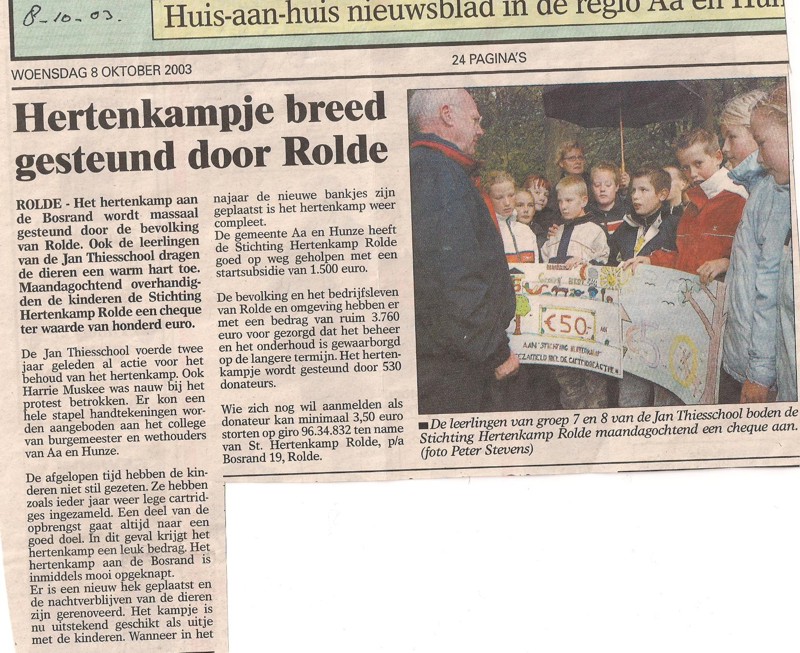 8-10-03.
Huis-aan-huis nieuwsblad in de regio Aa en Hun
WOENSDAG 8 OKTOBER 2003
24 PAGINA'S
Hertenkampje breed
gesteund door Rolde
ROLDE - Het hertenkamp aan
de Bosrand wordt massaal
gesteund door de bevolking
van Rolde. Ook de leerlingen
van de Jan Thiesschool dragen
de dieren een warm hart toe.
Maandagochtend overhandig-
den de kinderen de Stichting
Hertenkamp Rolde een cheque
ter waarde van honderd euro.
De Jan Thiesschool voerde twee
jaar geleden al actie voor het
behoud van het hertenkamp. Ook
Harrie Muskee was nauw bij het
protest betrokken. Er kon een
hele stapel handtekeningen wor-
den aangeboden aan het college
van burgemeester en wethouders
van Aa en Hunze.
De afgelopen tijd hebben de kin-
deren niet stil gezeten. Ze hebben
zoals ieder jaar weer lege cartrid-
ges ingezameld. Een deel van de
opbrengst gaat altijd naar een
goed doel. In dit geval krijgt het
hertenkamp een leuk bedrag. Het
hertenkamp aan de Bosrand is
inmiddels mooi opgeknapt.
Er is een nieuw hek geplaatst en
de nachtverblijven van de dieren
zijn gerenoveerd. Het kampje is
nu uitstekend geschikt als uitje
met de kinderen. Wanneer in het
najaar de nieuwe bankjes zijn
geplaatst is het hertenkamp weer
compleet.
De gemeente Aa en Hunze heeft
de Stichting Hertenkamp Rolde
goed op weg geholpen met een
startsubsidie van 1.500 euro.
De bevolking en het bedrijfsleven
van Rolde en omgeving hebben er
met een bedrag van ruim 3.760
euro voor gezorgd dat het beheer
en het onderhoud is gewaarborgd
op de langere termijn. Het herten-
kampje wordt gesteund door 530
donateurs.
Wie zich nog wil aanmelden als
donateur kan minimaal 3,50 euro
storten op giro 96.34.832 ten name
van St. Hertenkamp Rolde, p/a
Bosrand 19, Rolde.
€50,-
AAN
AAN "STICHTING
INGEZAMELD MET DE CARTRIDGEACTIE
De leerlingen van groep 7 en 8 van de Jan Thiesschool boden de
Stichting Hertenkamp Rolde maandagochtend een cheque aan.
(foto Peter Stevens)